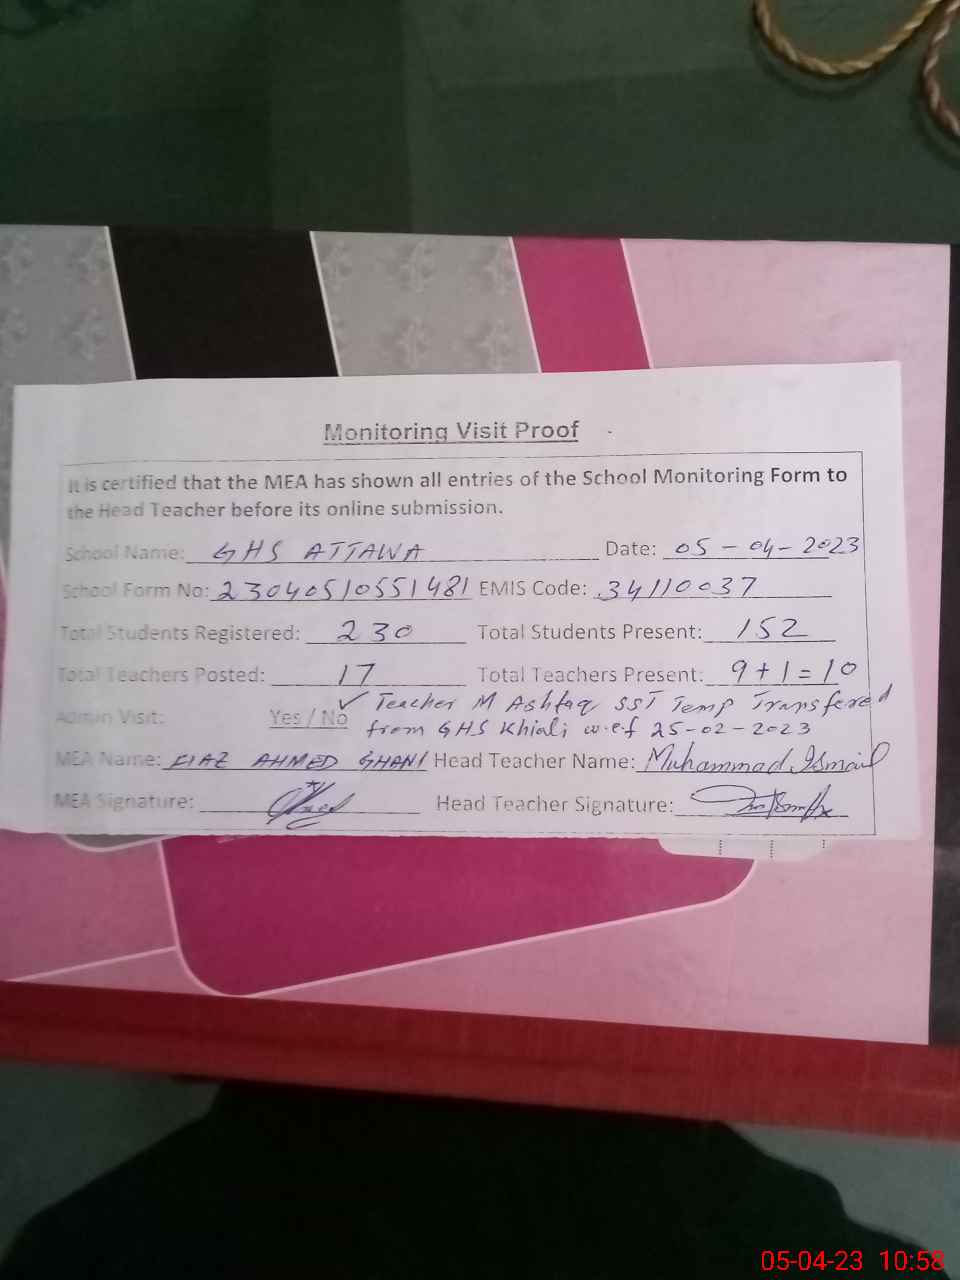 Monitoring Visit Proof
It is certified that the MEA has shown all entries of the School Monitoring Form to
the Head Teacher before its online submission.
School Name: GHS ATTAWA Date: 05-04-2023
School Form No: 23040510551481 EMIS Code: 34110037
Total Students Registered: 230 Total Students Present: 152
Total Teachers Posted: 17 Total Teachers Present: 9+1=10
✓ Teacher M Ashfaq SST Temp Transfered
Admin Visit: Yes / No from GHS Khiali w.e.f 25-02-2023
MEA Name: FIAZ AHMED GHANI Head Teacher Name: Muhammad Ismail
MEA Signature: Head Teacher Signature:
05-04-23 10:58